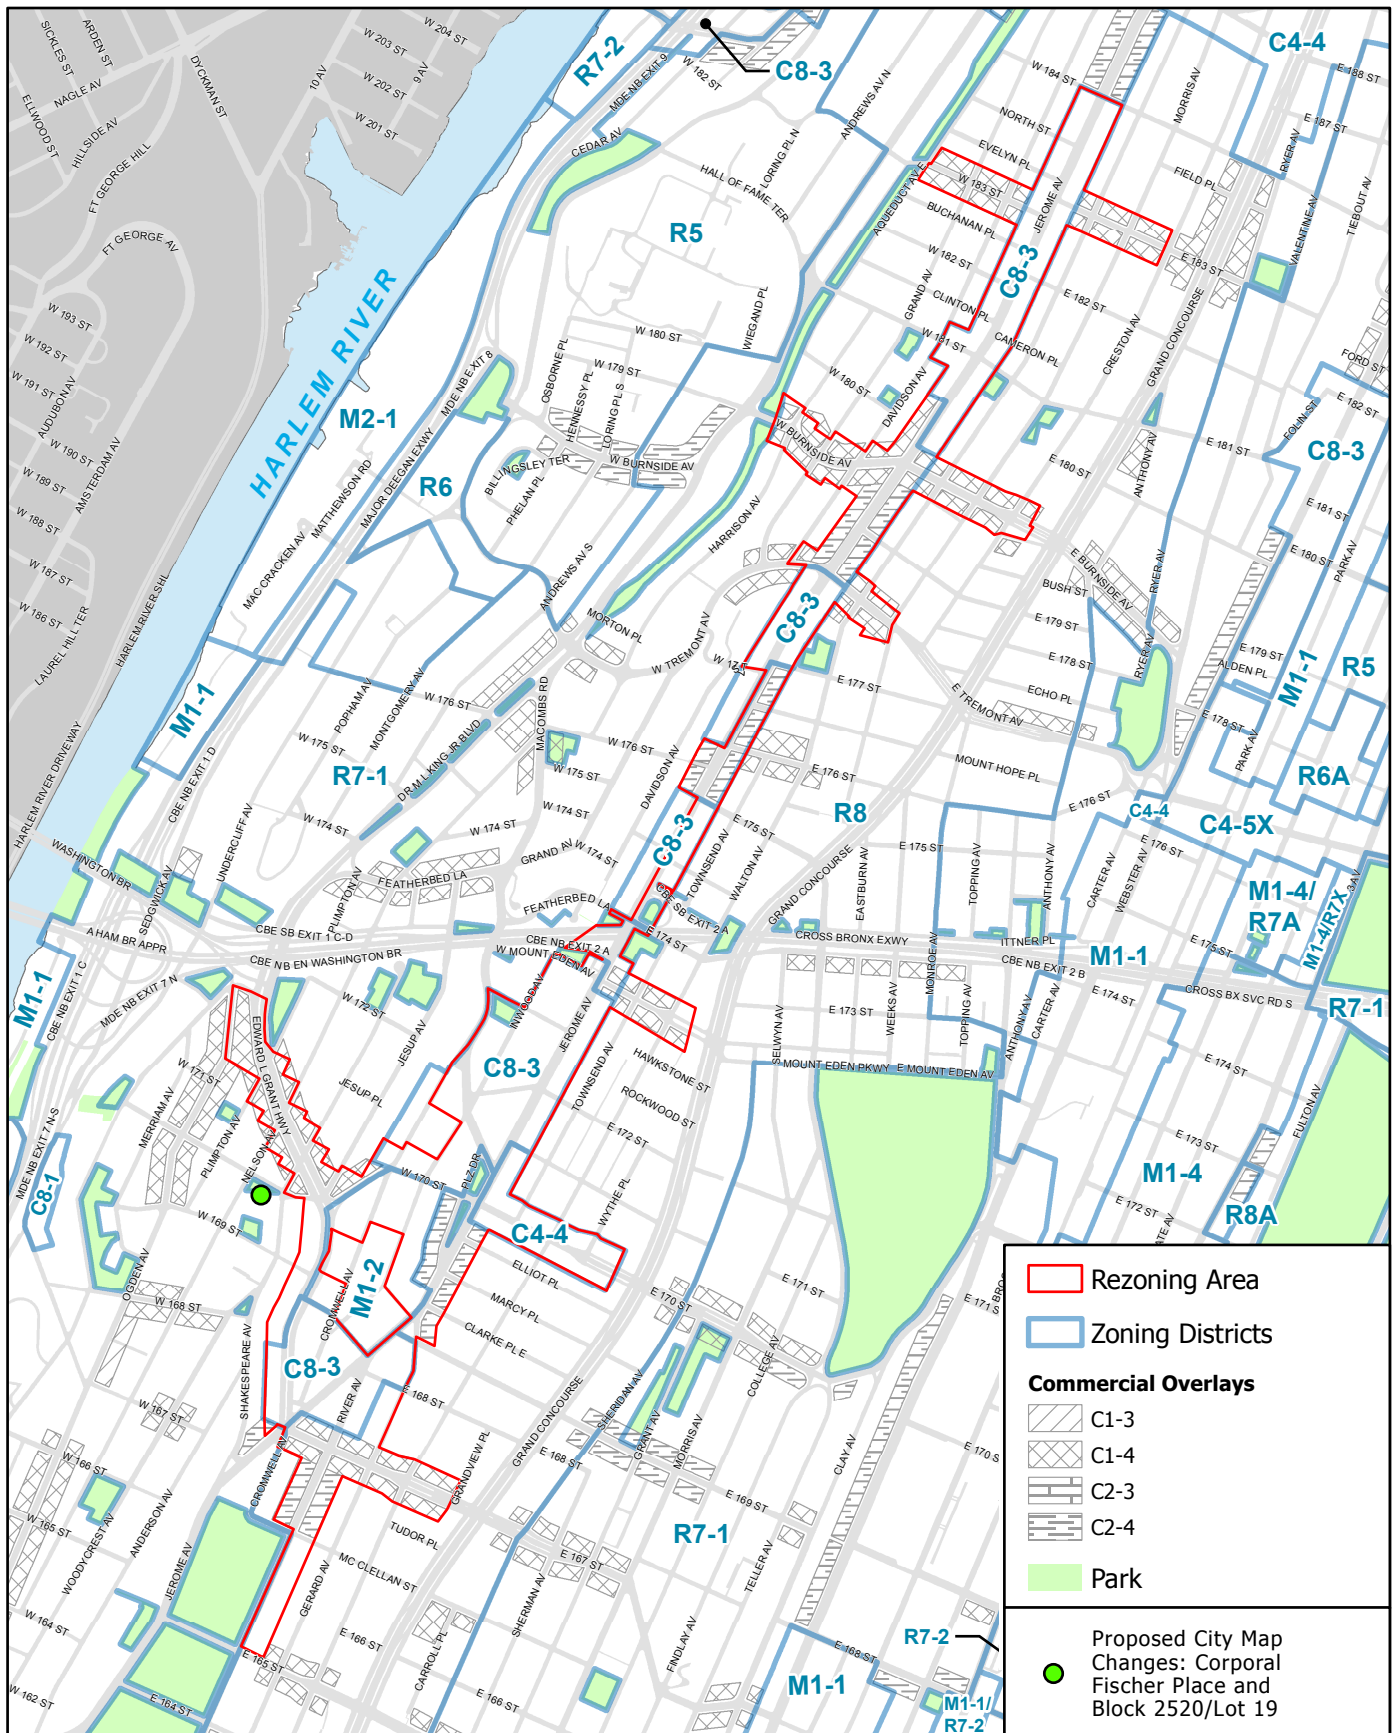 W 204 ST
W 203 ST
W 202 ST
W 201 ST
9 AV
10 AV
ARDEN ST
SICKLES ST
NAGLE AV
ELLWOOD ST
HILLSIDE AV
DYCKMAN ST
FT GEORGE HILL
FT GEORGE AV
W 193 ST
W 192 ST
W 191 ST
AUDUBON AV
W 190 ST
W 189 ST
AMSTERDAM AV
W 188 ST
W 187 ST
W 186 ST
LAUREL HILL TER
HARLEM RIVER SHL
HARLEM RIVER DRIVEWAY
HARLEM RIVER
R7-2
MDE NB EXIT 9
W 182 ST
C8-3
CEDAR AV
ANDREWS AV N
LORING PL N
HALL OF FAME TER
AQUEDUCT AV E
R5
W 184 ST
NORTH ST
EVELYN PL
W 183 ST
BUCHANAN PL
W 182 ST
GRAND AV
CLINTON PL
W 181 ST
JEROME AV
C8-3
MORRIS AV
FIELD PL
C4-4
E 188 ST
E 187 ST
RYER AV
VALENTINE AV
TIEBOUT AV
E 183 ST
E 182 ST
CRESTON AV
GRAND CONCOURSE
CAMERON PL
FORD ST
E 182 ST
FOLIN ST
C8-3
E 181 ST
E 181 ST
ANTHONY AV
E 180 ST
E 180 ST
PARK AV
WIEGAND PL
W 180 ST
W 179 ST
OSBORNE PL
HENNESSY PL
LORING PL S
W 180 ST
DAVIDSON AV
W BURNSIDE AV
W BURNSIDE AV
BILLINGSLEY TER
PHELAN PL
MDE NB EXIT 8
M2-1
R6
MAJOR DEEGAN EXWY
MATTHEWSON RD
MAC CRACKEN AV
HARRISON AV
ANDREWS AV S
MORTON PL
W TREMONT AV
E BURNSIDE AV
BUSH ST
RYER AV
E 179 ST
E 178 ST
RYER AV
ECHO PL
E TREMONT AV
E 179 ST
ALDEN PL
M1-1
R5
E 178 ST
PARK AV
R6A
C8-3
E 177 ST
MOUNT HOPE PL
M1-1
POPHAM AV
MONTGOMERY AV
W 176 ST
W 175 ST
R7-1
DR M L KING JR BLVD
MACOMBS RD
W 176 ST
W 175 ST
W 174 ST
DAVIDSON AV
CBE NB EXIT 1 D
UNDERCLIFF AV
W 174 ST
W 174 ST
GRAND AV
W 174 ST
FEATHERBED LA
FEATHERBED LA
PLIMPTON AV
C8-3
E 176 ST
R8
E 175 ST
TOWNSEND AV
WALTON AV
GRAND CONCOURSE
E 175 ST
EASTBURN AV
TOPPING AV
ANTHONY AV
E 176 ST
C4-4
C4-5X
E 176 ST
CARTER AV
WEBSTER AV
M1-4/
R7A
M1-4/R7X
3 AV
E 175 ST
WASHINGTON BR
SEDGWICK AV
A HAM BR APPR
CBE SB EXIT 1 C-D
CBE NB EN WASHINGTON BR
CBE NB EXIT 2 A
W MOUNT EDEN AV
CBE SB EXIT 2 A
E 174 ST
CROSS BRONX EXWY
ITTNER PL
CBE NB EXIT 2 B
M1-1
E 174 ST
CROSS BX SVC RD S
R7-1
M1-1
CBE NB EXIT 1 C
MDE NB EXIT 7 N
W 172 ST
JESUP AV
JESUP PL
EDWARD L GRANT HWY
W 171 ST
MERRIAM AV
PLIMPTON AV
NELSON AV
INWOOD AV
JEROME AV
C8-3
TOWNSEND AV
HAWKSTONE ST
ROCKWOOD ST
E 172 ST
WYTHE PL
SELWYN AV
E 173 ST
WEEKS AV
MONROE AV
TOPPING AV
ANTHONY AV
CARTER AV
MOUNT EDEN PKWY
E MOUNT EDEN AV
E 174 ST
FULTON AV
E 173 ST
M1-4
E 172 ST
R8A
MDE NB EXIT 7 N-S
C8-1
W 169 ST
OGDEN AV
W 168 ST
SHAKESPEARE AV
W 170 ST
PLZ DR
C4-4
M1-2
CROMWELL AV
ELLIOT PL
MARCY PL
CLARKE PL E
E 170 ST
E 171 ST
E 171 S
C8-3
RIVER AV
E 168 ST
GRAND CONCOURSE
SHERIDAN AV
GRANT AV
MORRIS AV
COLLEGE AV
CLAY AV
E 170 S
W 167 ST
W 166 ST
W 165 ST
WOODYCREST AV
ANDERSON AV
JEROME AV
CROMWELL AV
GRANDVIEW PL
E 168 ST
E 169 ST
R7-1
TUDOR PL
MC CLELLAN ST
GERARD AV
E 167 ST
SHERMAN AV
TELLER AV
FINDLAY AV
CARROLL PL
E 166 ST
E 166 ST
E 165 ST
E 164 ST
W 164 ST
W 162 ST
M1-1
E 168 ST
R7-2
M1-1/
R7-2
Rezoning Area
Zoning Districts
Commercial Overlays
C1-3
C1-4
C2-3
C2-4
Park
Proposed City Map
Changes: Corporal
Fischer Place and
Block 2520/Lot 19